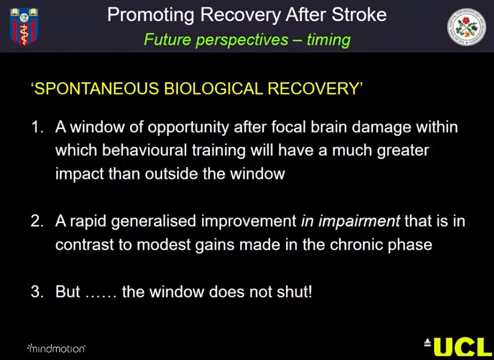 Promoting Recovery After Stroke
Future perspectives – timing
‘SPONTANEOUS BIOLOGICAL RECOVERY’
1. A window of opportunity after focal brain damage within
which behavioural training will have a much greater
impact than outside the window
2. A rapid generalised improvement in impairment that is in
contrast to modest gains made in the chronic phase
3. But …… the window does not shut!
mindmotion
UCL